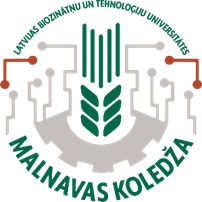 LATVIJAS BIOZINĀTŅU UN TEHNOLOĢIJU UNIVERSITĀTES
MALNAVAS KOLEDŽA